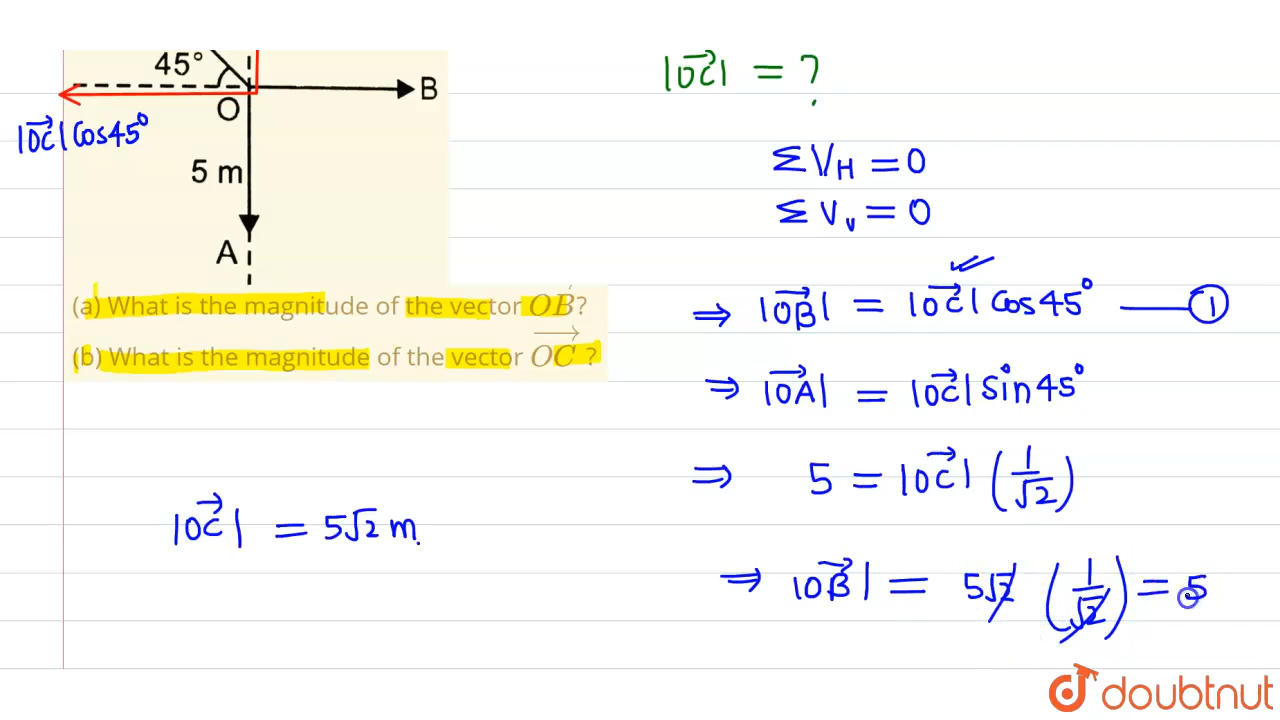 45°
B
O
|OC⃗| Cos45°
5 m
A
(a) What is the magnitude of the vector OB⃗?
(b) What is the magnitude of the vector OC⃗ ?
|OC⃗| = 5√2 m.
|OC⃗| = ?
ΣV_H = 0
ΣV_v = 0
⇒ |OB⃗| = |OC⃗| Cos45° —— ①
⇒ |OA⃗| = |OC⃗| Sin45°
⇒ 5 = |OC⃗| (1/√2)
⇒ |OB⃗| = 5√2 (1/√2) = 5
doubtnut